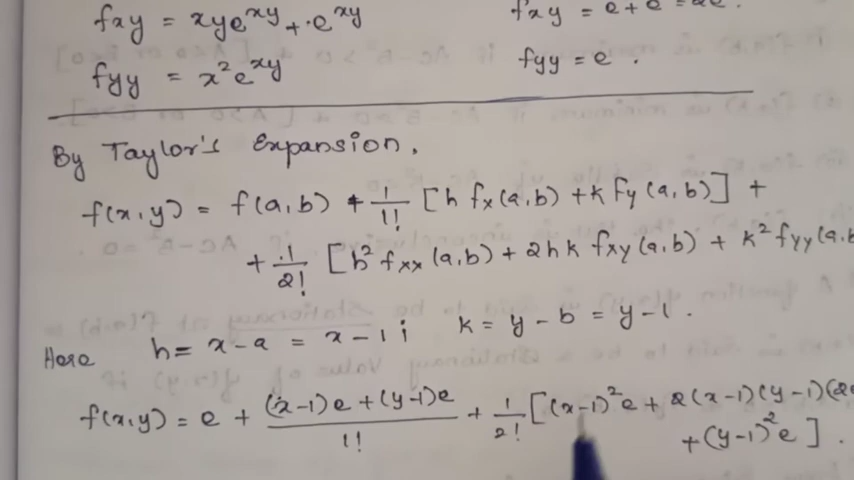 fxy = xye^xy + · e^xy
fxy = e + e = 2e .
fyy = x²e^xy
fyy = e .
By Taylor's Expansion,
f(x,y) = f(a,b) + 1/1! [h fx(a,b) + k fy(a,b)] +
+ 1/2! [h² fxx(a,b) + 2hk fxy(a,b) + k² fyy(a,b
Here h = x-a = x-1 ; k = y-b = y-1 .
f(x,y) = e + (x-1)e + (y-1)e / 1! + 1/2! [(x-1)²e + 2(x-1)(y-1)(2e
+ (y-1)²e ] .